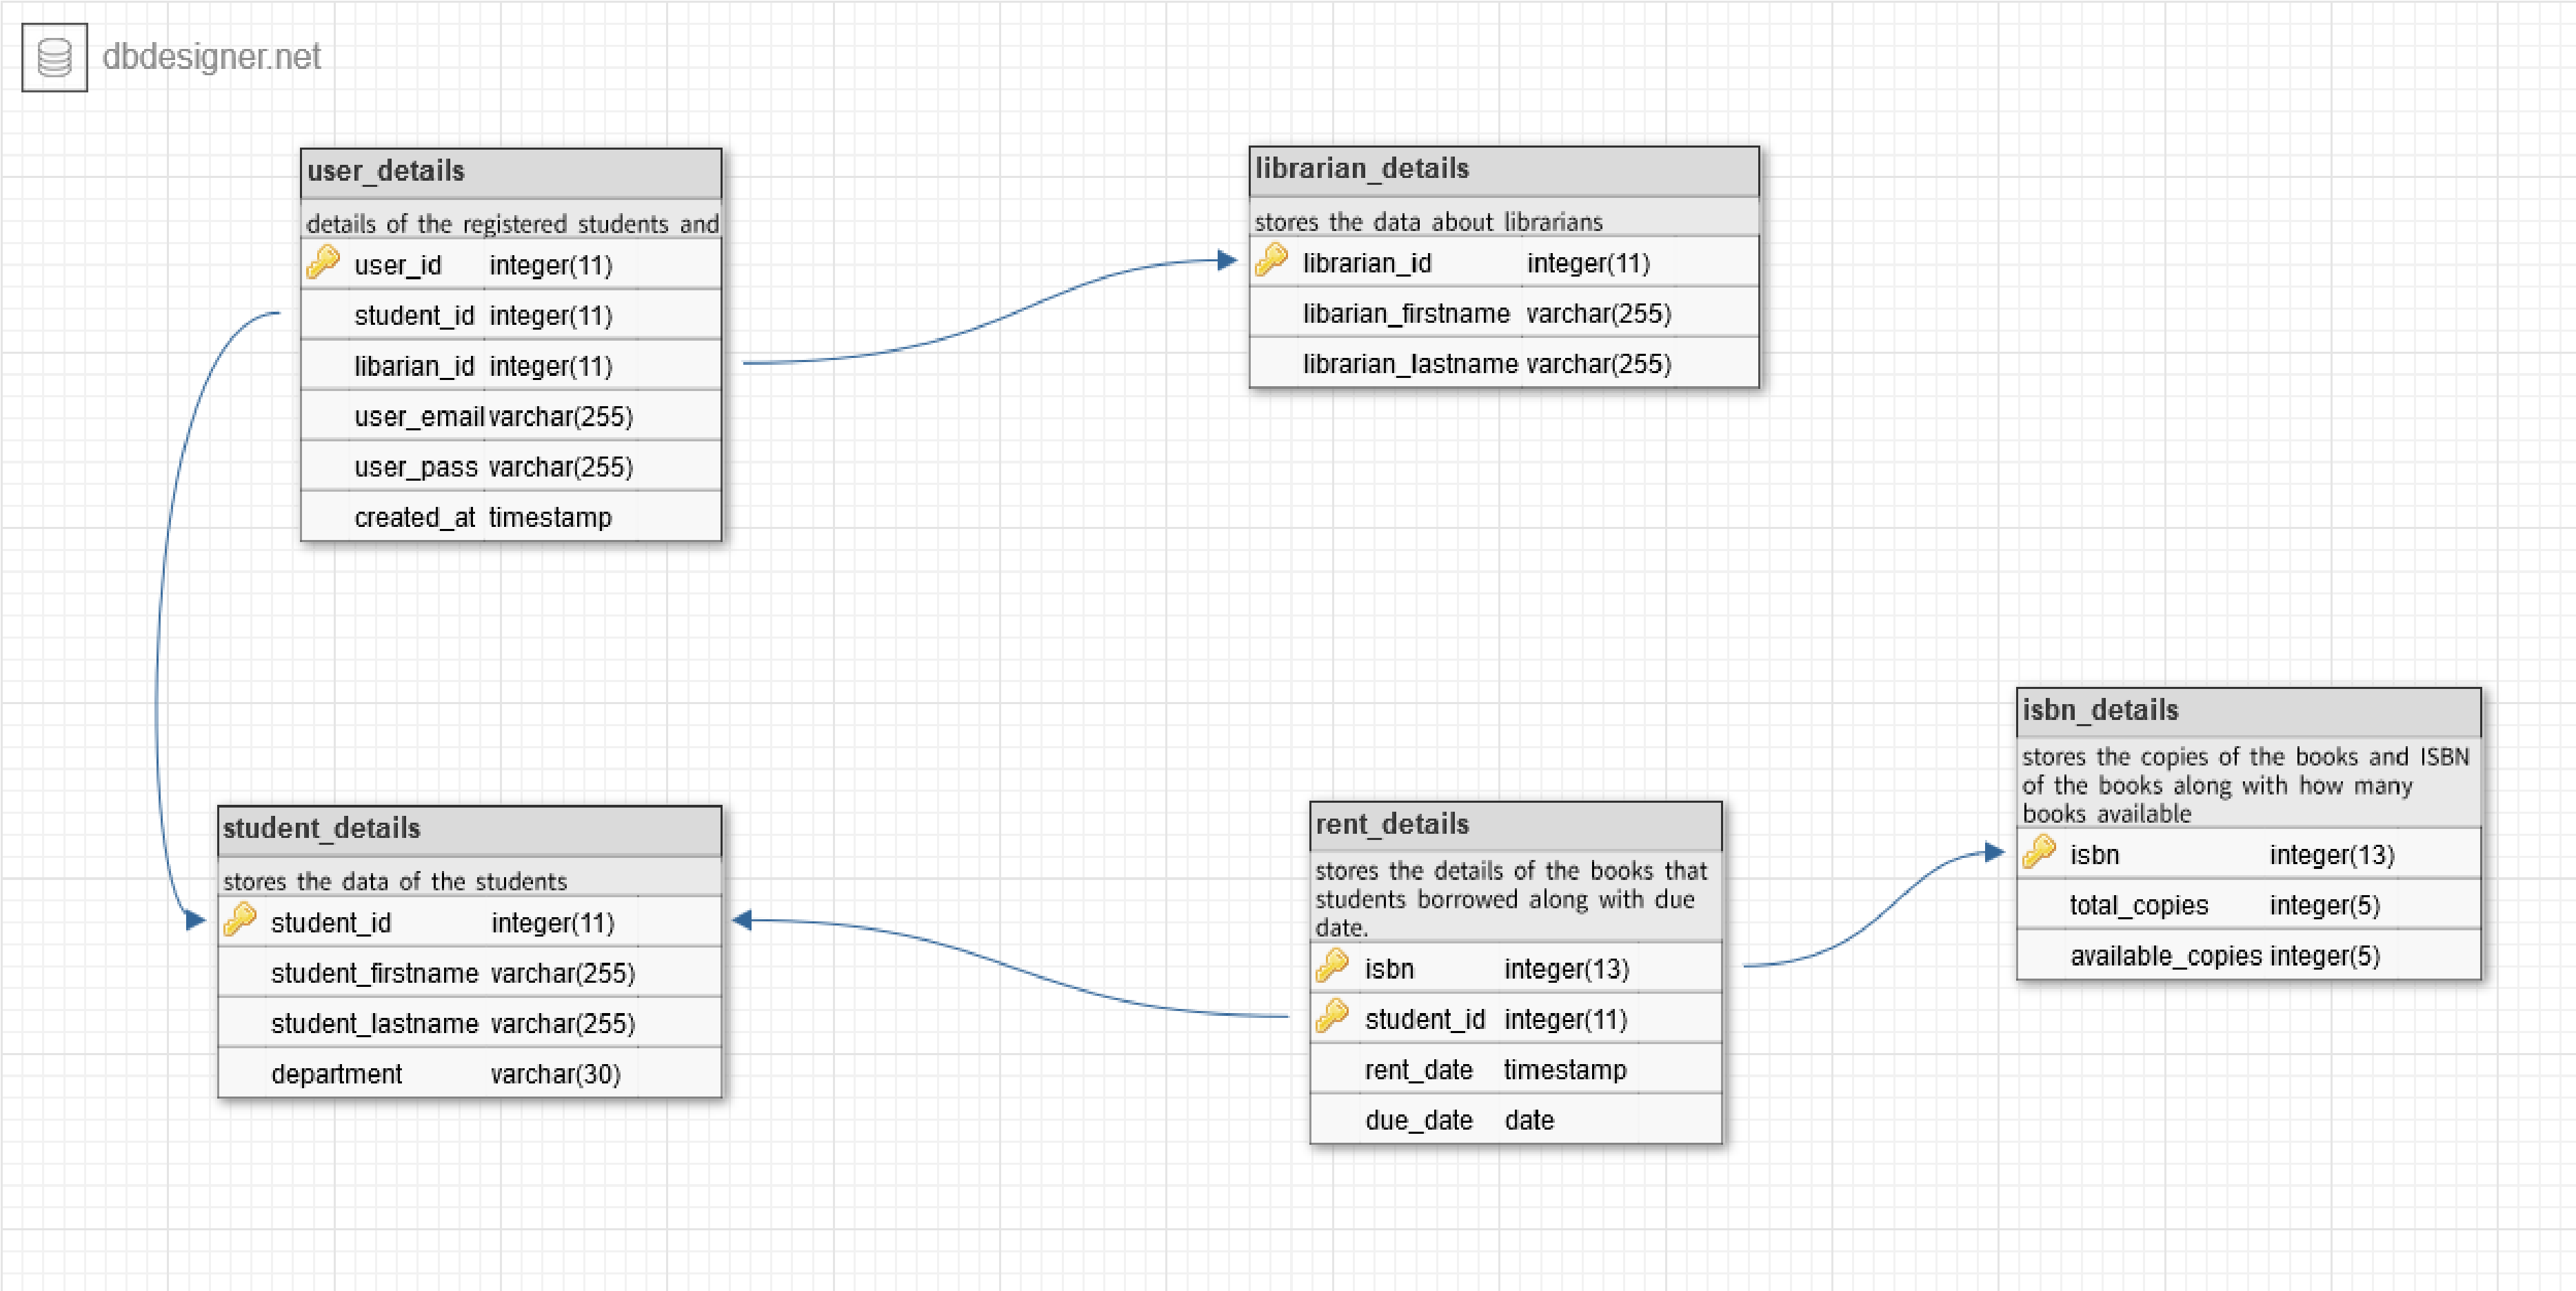 dbdesigner.net
user_details
details of the registered students and
user_id integer(11)
student_id integer(11)
libarian_id integer(11)
user_email varchar(255)
user_pass varchar(255)
created_at timestamp
librarian_details
stores the data about librarians
librarian_id integer(11)
libarian_firstname varchar(255)
librarian_lastname varchar(255)
student_details
stores the data of the students
student_id integer(11)
student_firstname varchar(255)
student_lastname varchar(255)
department varchar(30)
rent_details
stores the details of the books that
students borrowed along with due
date.
isbn integer(13)
student_id integer(11)
rent_date timestamp
due_date date
isbn_details
stores the copies of the books and ISBN
of the books along with how many
books available
isbn integer(13)
total_copies integer(5)
available_copies integer(5)